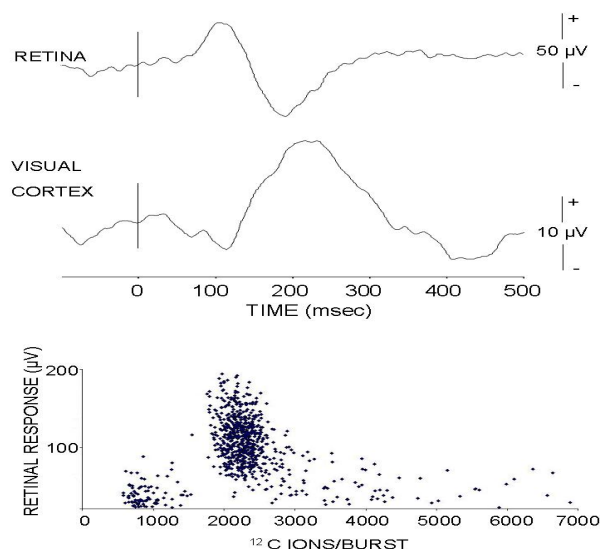 +
RETINA
50 µV
-
VISUAL
CORTEX
+
10 µV
-
0 100 200 300 400 500
TIME (msec)
RETINAL RESPONSE (µV)
200
100
0 1000 2000 3000 4000 5000 6000 7000
12 C IONS/BURST